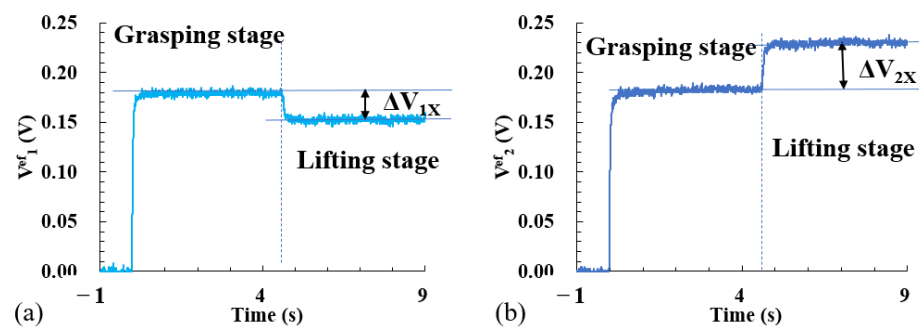 0.25
Grasping stage
0.20
ΔV1X
0.15
Lifting stage
0.10
0.05
0.00
−1
4
9
Time (s)
V^ef_1 (V)
(a)
0.25
Grasping stage
0.20
ΔV2X
0.15
Lifting stage
0.10
0.05
0.00
−1
4
9
Time (s)
V^ef_2 (V)
(b)